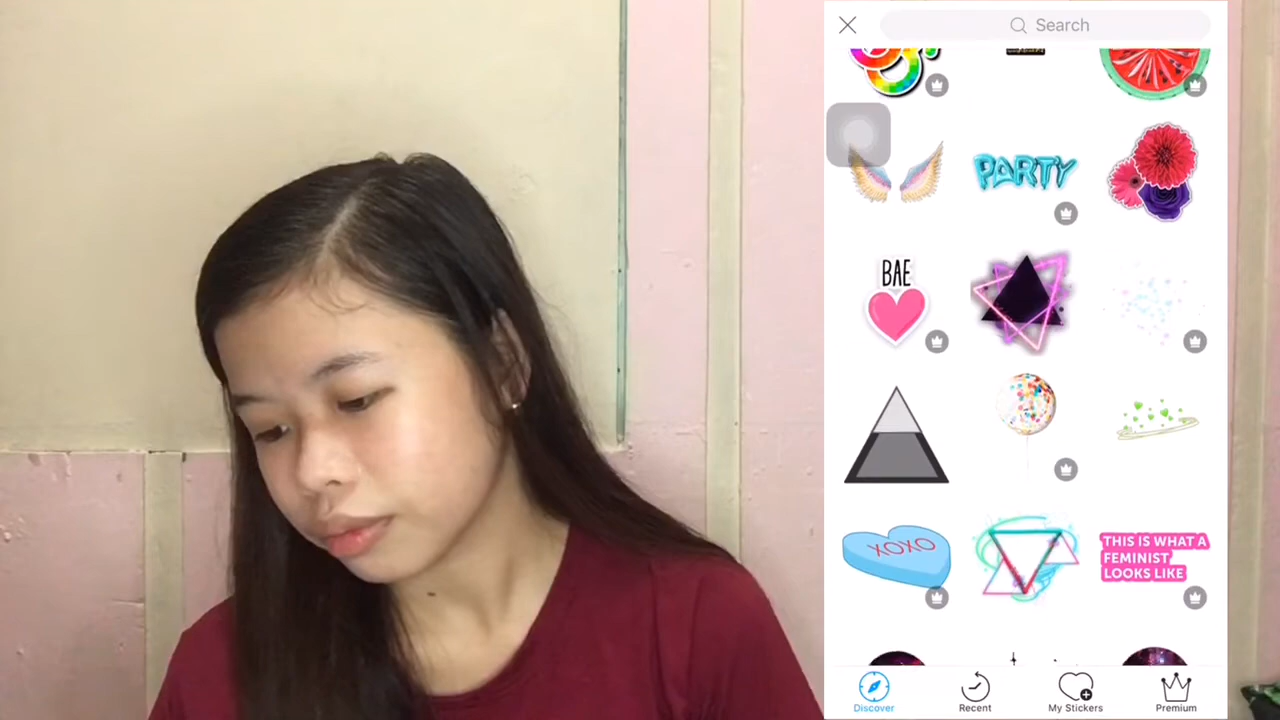 Search
PARTY
BAE
XOXO
THIS IS WHAT A
FEMINIST
LOOKS LIKE
Discover
Recent
My Stickers
Premium